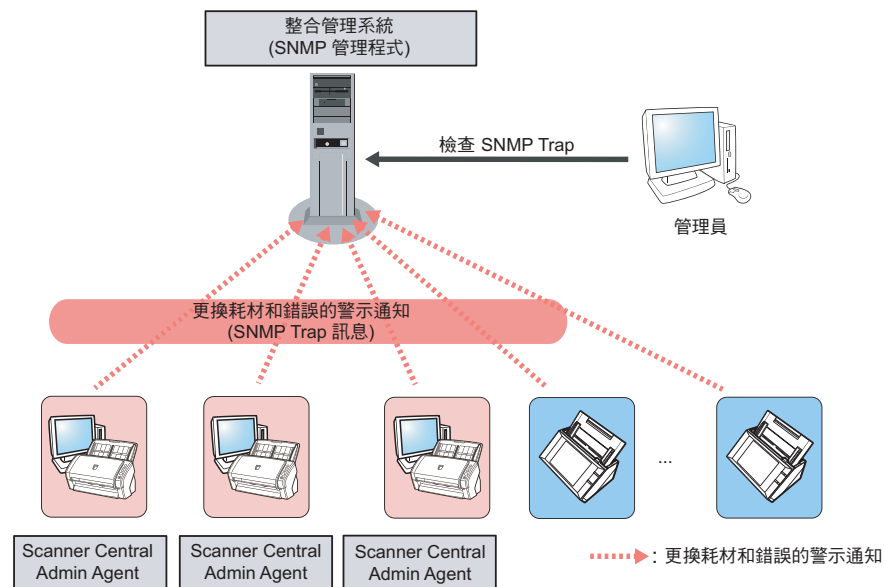 整合管理系統
(SNMP 管理程式)
檢查 SNMP Trap
管理員
更換耗材和錯誤的警示通知
(SNMP Trap 訊息)
...
Scanner Central
Admin Agent
Scanner Central
Admin Agent
Scanner Central
Admin Agent
: 更換耗材和錯誤的警示通知